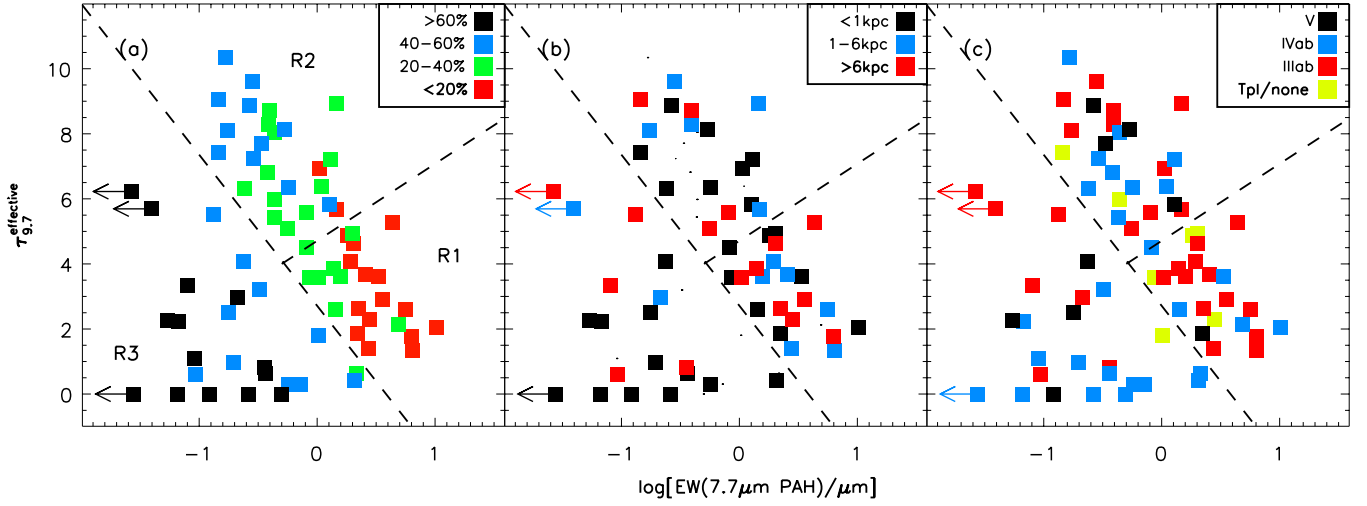 (a)
R2
R1
R3
>60%
40−60%
20−40%
<20%
(b)
<1kpc
1−6kpc
>6kpc
(c)
V
IVab
IIIab
Tpl/none
10
8
6
4
2
0
τ effective 9.7
−1 0 1
−1 0 1
−1 0 1
log[EW(7.7μm PAH)/μm]